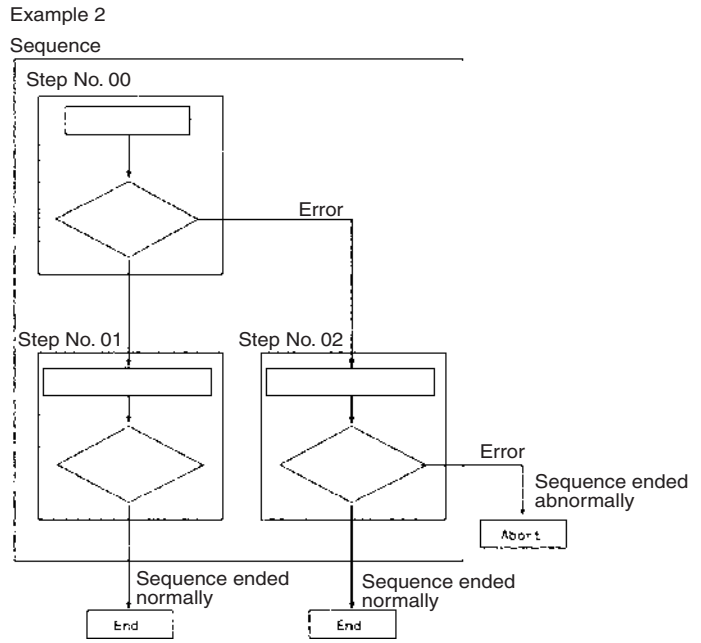 Example 2
Sequence
Step No. 00
Error
Step No. 01
Step No. 02
Error
Sequence ended
abnormally
Abort
Sequence ended
normally
Sequence ended
normally
End
End